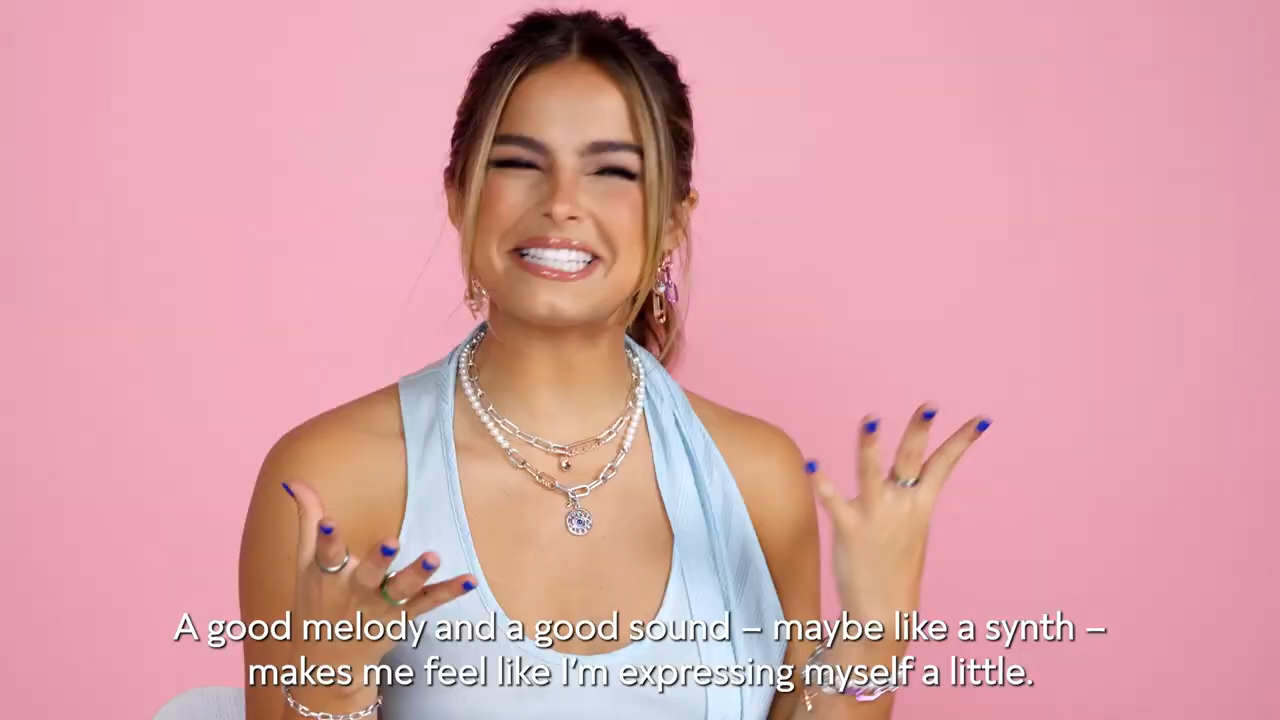 A good melody and a good sound – maybe like a synth –
makes me feel like I'm expressing myself a little.